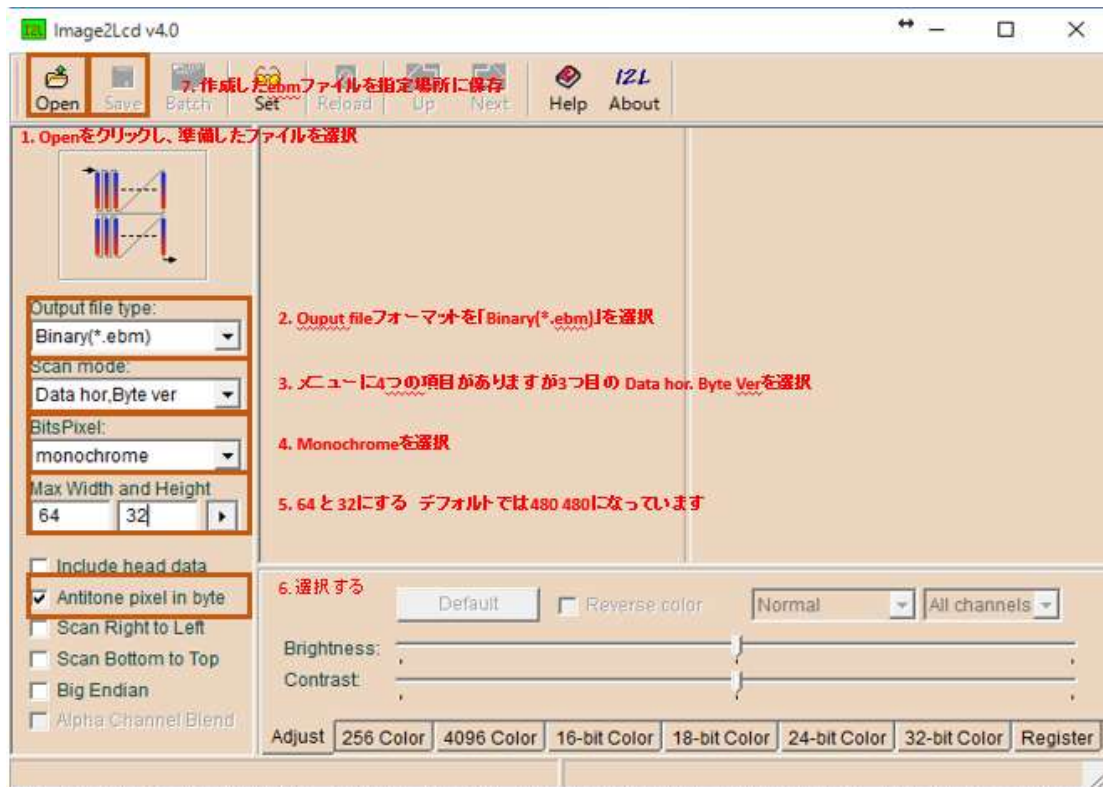 Image2Lcd v4.0
Open Save Batch Set Reload Up Next Help About
I2L
7. 作成したebmファイルを指定場所に保存
1. Openをクリックし、準備したファイルを選択
Output file type:
Binary(*.ebm)
2. Ouput fileフォーマットを「Binary(*.ebm)」を選択
Scan mode:
Data hor,Byte ver
3. メニューに4つの項目がありますが3つ目の Data hor. Byte Verを選択
BitsPixel:
monochrome
4. Monochromeを選択
Max Width and Height
64 32
5. 64 と 32にする デフォルトでは480 480になっています
Include head data
Antitone pixel in byte
Scan Right to Left
Scan Bottom to Top
Big Endian
Alpha Channel Blend
6. 選択する
Default Reverse color Normal All channels
Brightness:
Contrast:
Adjust 256 Color 4096 Color 16-bit Color 18-bit Color 24-bit Color 32-bit Color Register